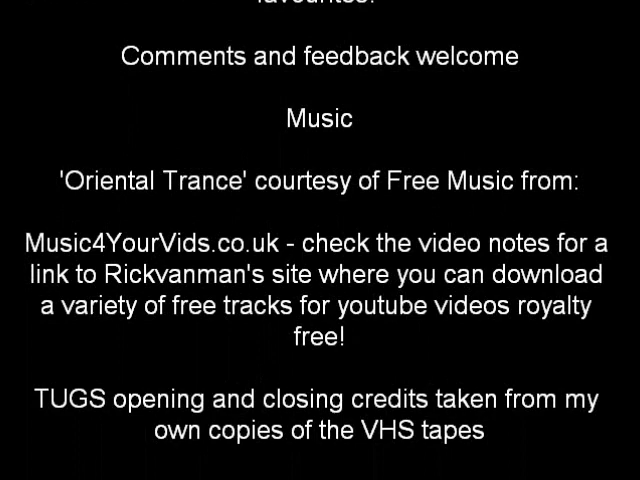 favourites!
Comments and feedback welcome
Music
'Oriental Trance' courtesy of Free Music from:
Music4YourVids.co.uk - check the video notes for a
link to Rickvanman's site where you can download
a variety of free tracks for youtube videos royalty
free!
TUGS opening and closing credits taken from my
own copies of the VHS tapes